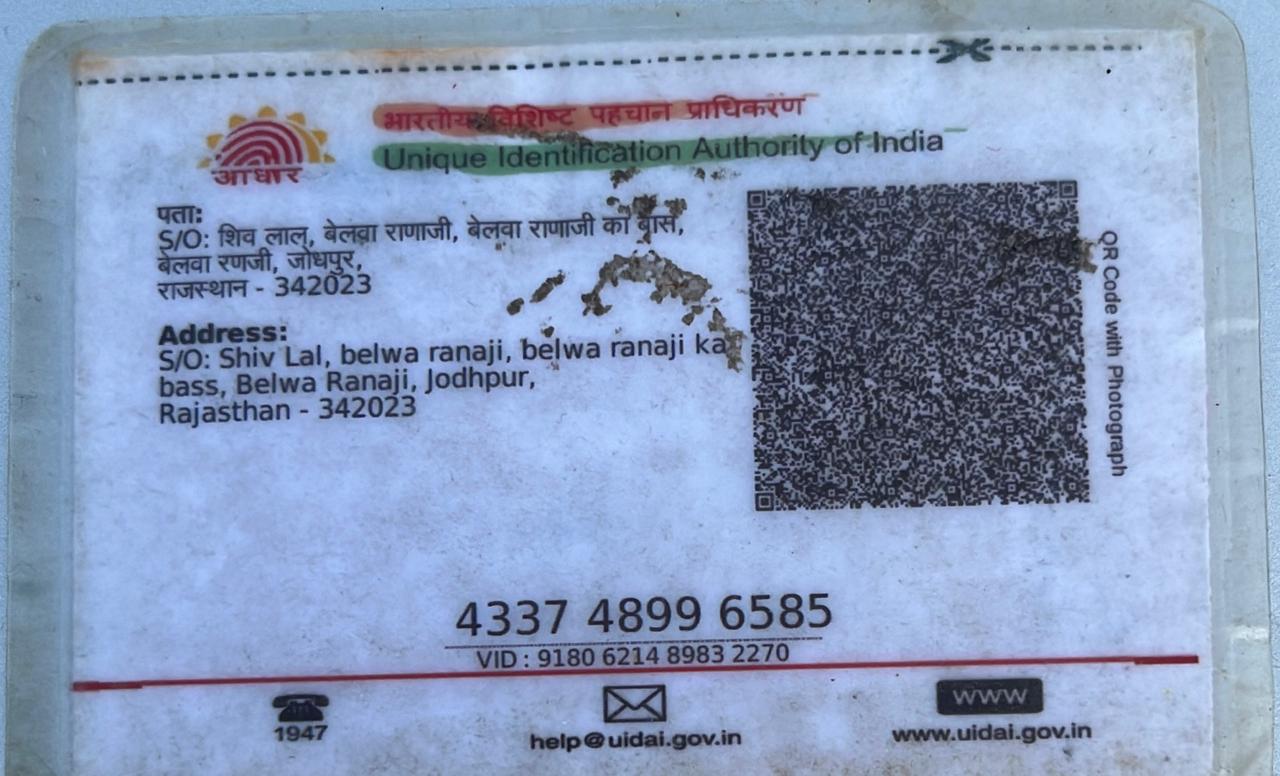 भारतीय विशिष्ट पहचान प्राधिकरण
Unique Identification Authority of India
आधार
पता:
S/O: शिव लाल, बेलवा राणाजी, बेलवा राणाजी का बास,
बेलवा रणजी, जोधपुर,
राजस्थान - 342023
Address:
S/O: Shiv Lal, belwa ranaji, belwa ranaji ka
bass, Belwa Ranaji, Jodhpur,
Rajasthan - 342023
QR Code with Photograph
4337 4899 6585
VID : 9180 6214 8983 2270
1947
help@uidai.gov.in
www
www.uidai.gov.in